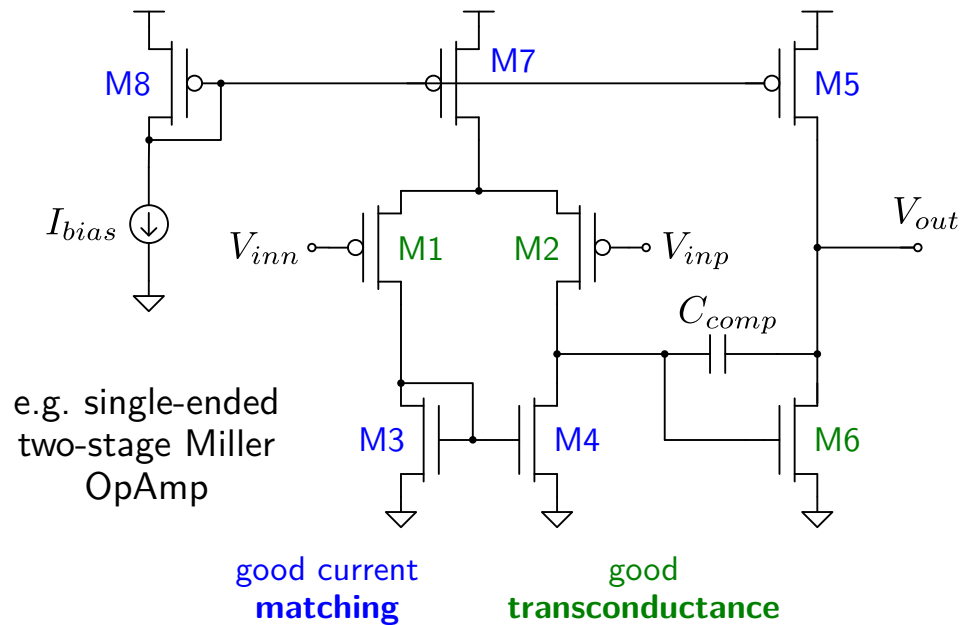 M7
M8
M5
I_bias
V_inn
M1
M2
V_inp
V_out
C_comp
e.g. single-ended
two-stage Miller
OpAmp
M3
M4
M6
good current
matching
good
transconductance